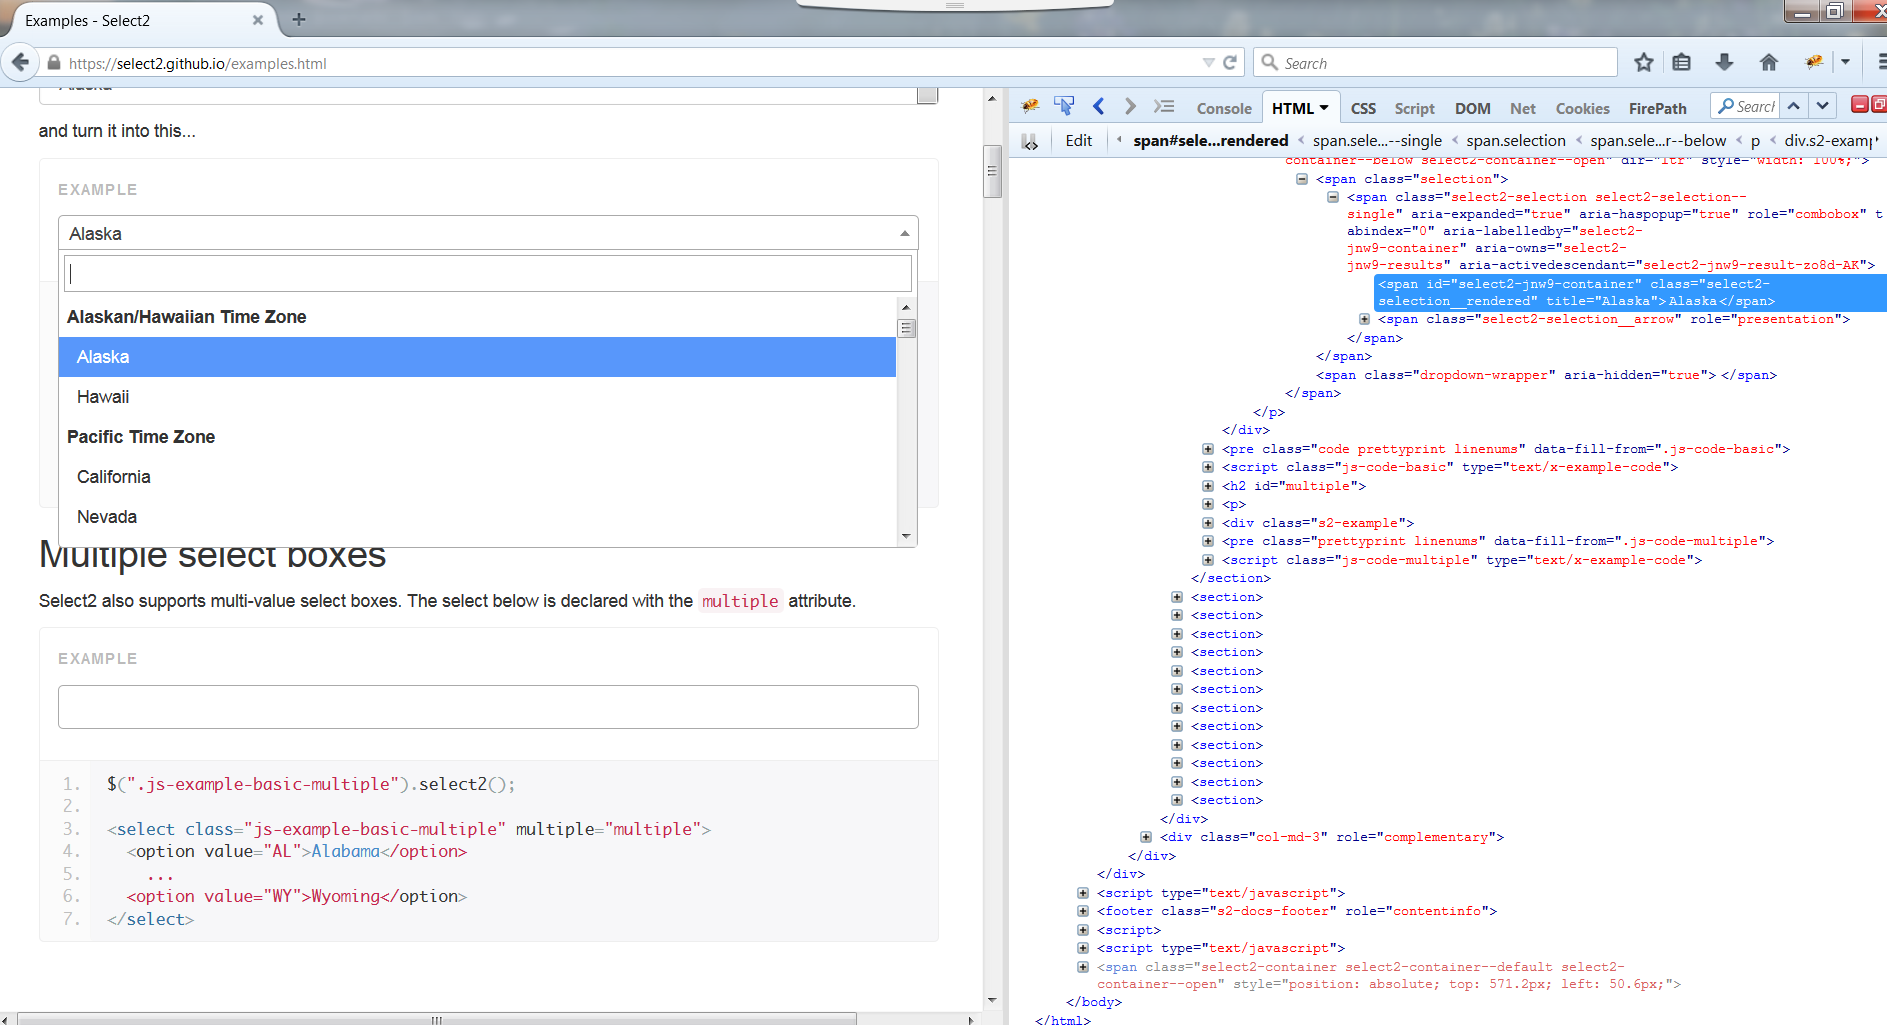 Examples - Select2
https://select2.github.io/examples.html
Search
Alaska
and turn it into this...
EXAMPLE
Alaska
Alaskan/Hawaiian Time Zone
Alaska
Hawaii
Pacific Time Zone
California
Nevada
Multiple select boxes
Select2 also supports multi-value select boxes. The select below is declared with the multiple attribute.
EXAMPLE
1. $(".js-example-basic-multiple").select2();
2.
3. <select class="js-example-basic-multiple" multiple="multiple">
4. <option value="AL">Alabama</option>
5. ...
6. <option value="WY">Wyoming</option>
7. </select>
Console HTML CSS Script DOM Net Cookies FirePath Search
Edit span#sele...rendered span.sele...--single span.selection span.sele...r--below p div.s2-examp
container--below select2-container--open" dir="ltr" style="width: 100%;">
<span class="selection">
<span class="select2-selection select2-selection--
single" aria-expanded="true" aria-haspopup="true" role="combobox" t
abindex="0" aria-labelledby="select2-
jnw9-container" aria-owns="select2-
jnw9-results" aria-activedescendant="select2-jnw9-result-zo8d-AK">
<span id="select2-jnw9-container" class="select2-
selection__rendered" title="Alaska">Alaska</span>
<span class="select2-selection__arrow" role="presentation">
</span>
</span>
<span class="dropdown-wrapper" aria-hidden="true"> </span>
</span>
</p>
</div>
<pre class="code prettyprint linenums" data-fill-from=".js-code-basic">
<script class="js-code-basic" type="text/x-example-code">
<h2 id="multiple">
<p>
<div class="s2-example">
<pre class="prettyprint linenums" data-fill-from=".js-code-multiple">
<script class="js-code-multiple" type="text/x-example-code">
</section>
<section>
<section>
<section>
<section>
<section>
<section>
<section>
<section>
<section>
<section>
<section>
<section>
</div>
<div class="col-md-3" role="complementary">
</div>
</div>
<script type="text/javascript">
<footer class="s2-docs-footer" role="contentinfo">
<script>
<script type="text/javascript">
<span class="select2-container select2-container--default select2-
container--open" style="position: absolute; top: 571.2px; left: 50.6px;">
</body>
</html>